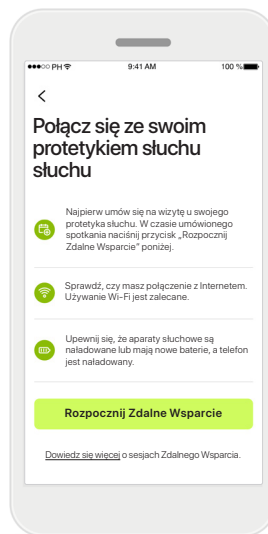 PH 9:41 AM 100 %
Połącz się ze swoim
protetykiem słuchu
słuchu
Najpierw umów się na wizytę u swojego
protetyka słuchu. W czasie umówionego
spotkania naciśnij przycisk „Rozpocznij
Zdalne Wsparcie” poniżej.
Sprawdź, czy masz połączenie z Internetem.
Używanie Wi-Fi jest zalecane.
Upewnij się, że aparaty słuchowe są
naładowane lub mają nowe baterie, a telefon
jest naładowany.
Rozpocznij Zdalne Wsparcie
Dowiedz się więcej o sesjach Zdalnego Wsparcia.